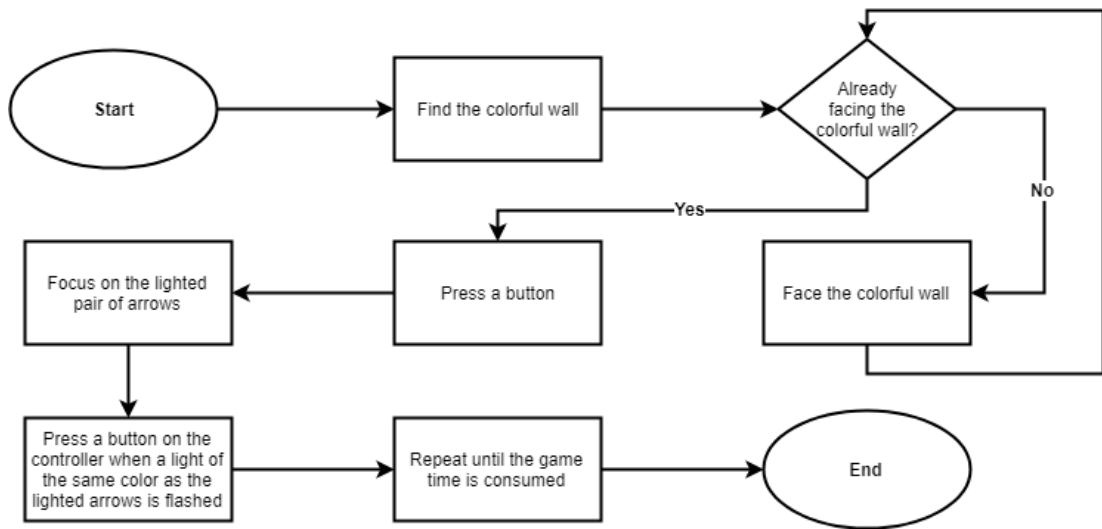 Start
Find the colorful wall
Already
facing the
colorful wall?
No
Yes
Focus on the lighted
pair of arrows
Press a button
Face the colorful wall
Press a button on the
controller when a light of
the same color as the
lighted arrows is flashed
Repeat until the game
time is consumed
End